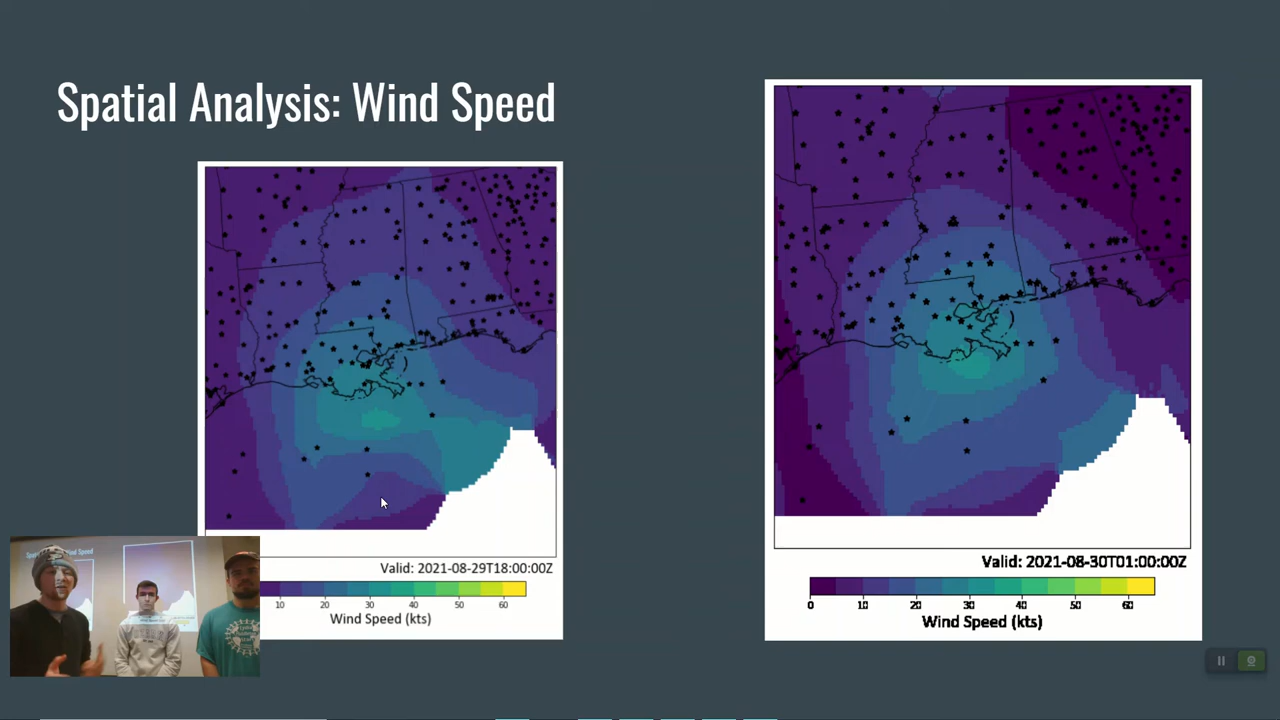 Spatial Analysis: Wind Speed
Valid: 2021-08-29T18:00:00Z
10 20 30 40 50 60
Wind Speed (kts)
Valid: 2021-08-30T01:00:00Z
0 10 20 30 40 50 60
Wind Speed (kts)